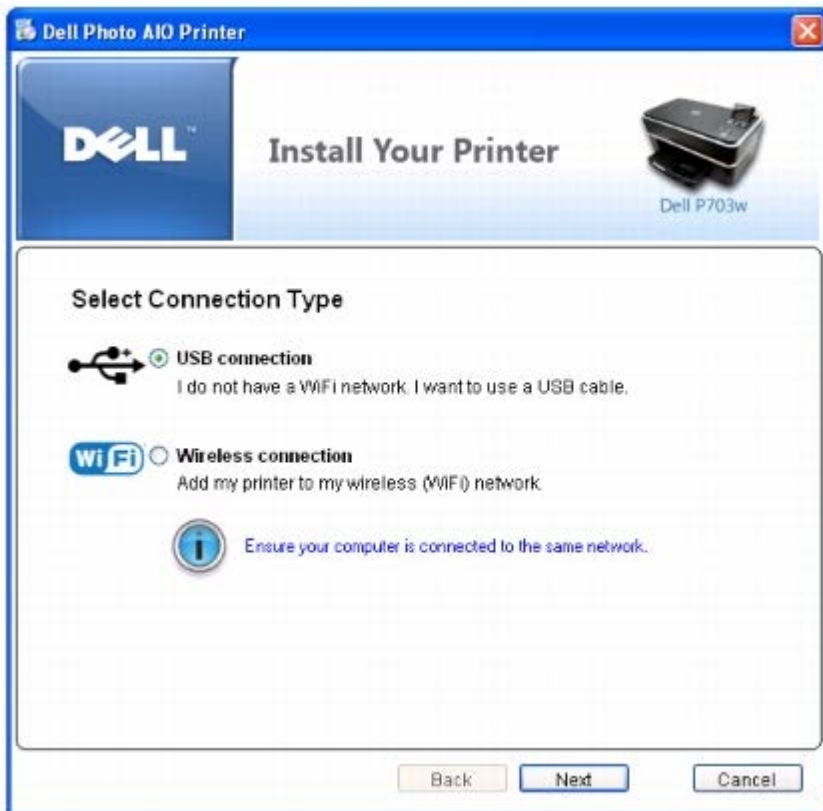 Dell Photo AIO Printer
DELL™
Install Your Printer
Dell P703w
Select Connection Type
USB connection
I do not have a WiFi network. I want to use a USB cable.
Wi Fi
Wireless connection
Add my printer to my wireless (WiFi) network.
i
Ensure your computer is connected to the same network.
Back
Next
Cancel